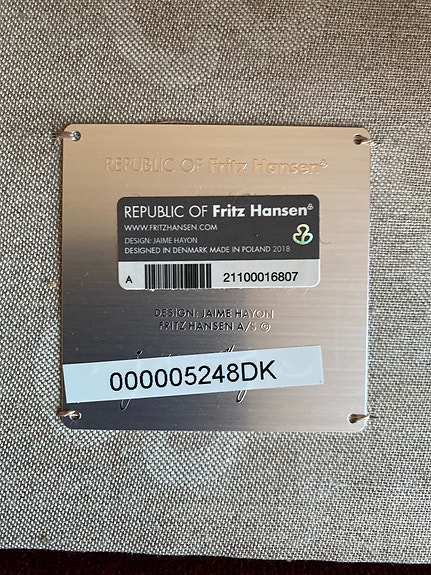 REPUBLIC OF Fritz Hansen®
REPUBLIC OF Fritz Hansen®
WWW.FRITZHANSEN.COM
DESIGN: JAIME HAYON
DESIGNED IN DENMARK MADE IN POLAND 2018
A 21100016807
DESIGN: JAIME HAYON
FRITZ HANSEN A/S ©
000005248DK